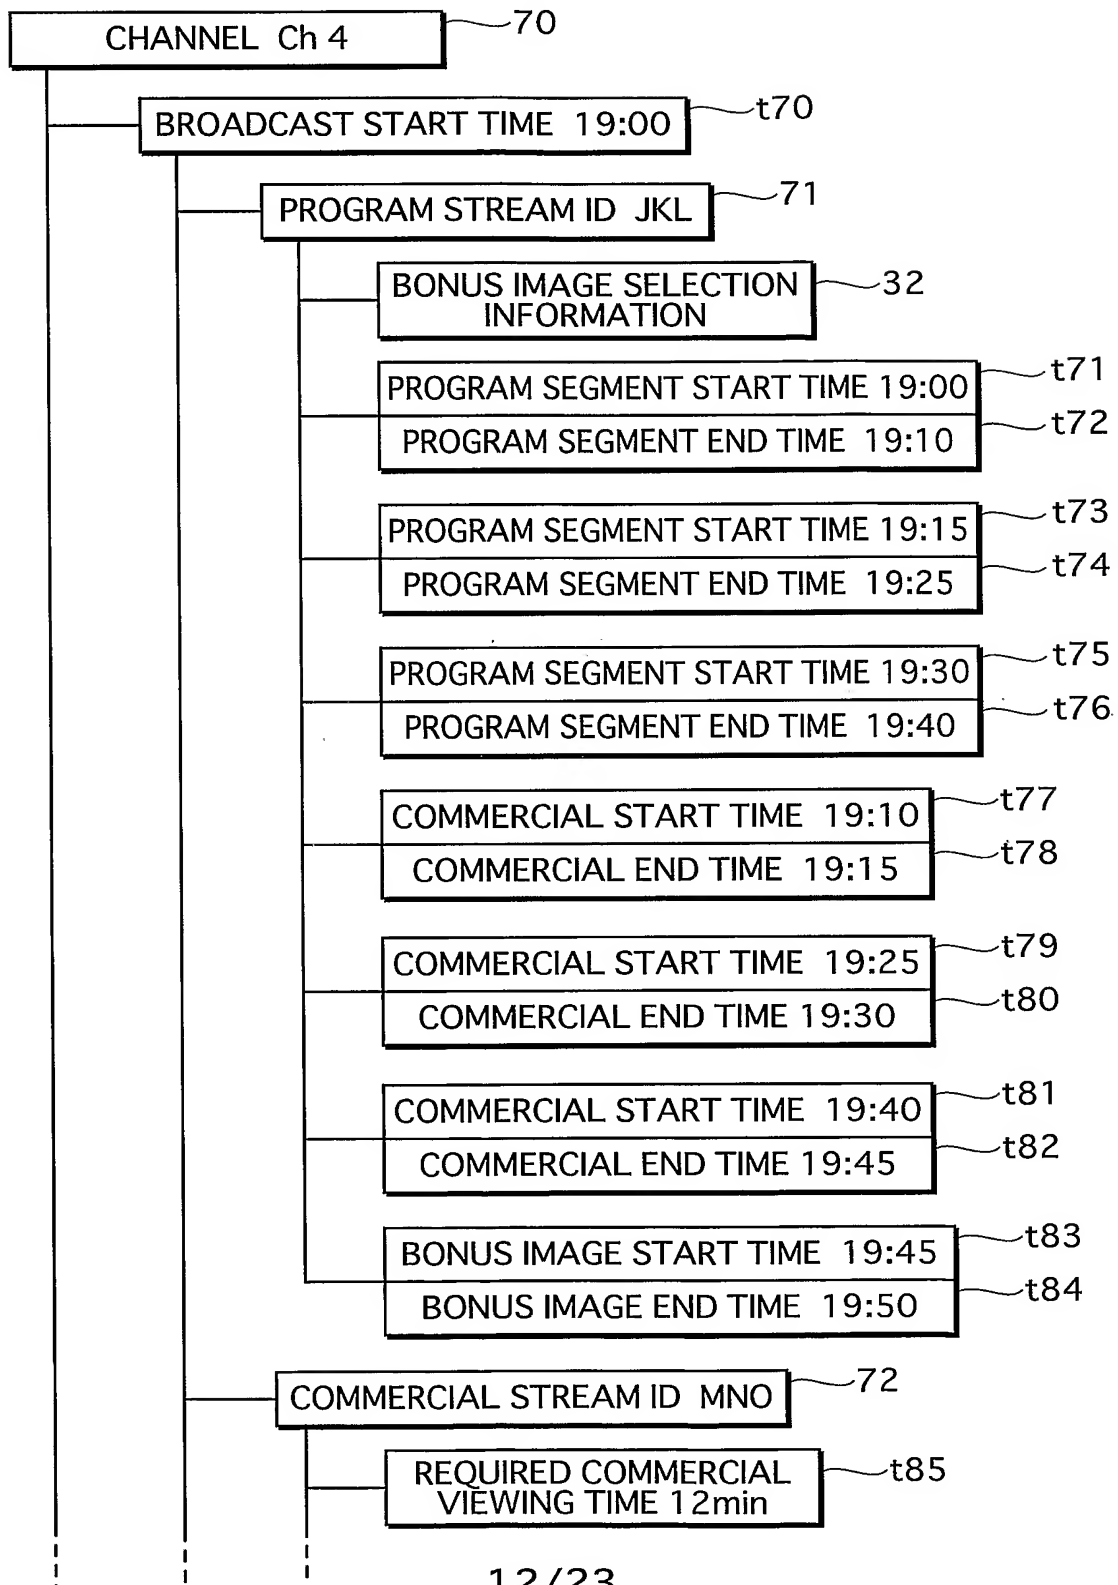 CHANNEL Ch 4
70
BROADCAST START TIME 19:00
t70
PROGRAM STREAM ID JKL
71
BONUS IMAGE SELECTION
INFORMATION
32
PROGRAM SEGMENT START TIME 19:00
t71
PROGRAM SEGMENT END TIME 19:10
t72
PROGRAM SEGMENT START TIME 19:15
t73
PROGRAM SEGMENT END TIME 19:25
t74
PROGRAM SEGMENT START TIME 19:30
t75
PROGRAM SEGMENT END TIME 19:40
t76
COMMERCIAL START TIME 19:10
t77
COMMERCIAL END TIME 19:15
t78
COMMERCIAL START TIME 19:25
t79
COMMERCIAL END TIME 19:30
t80
COMMERCIAL START TIME 19:40
t81
COMMERCIAL END TIME 19:45
t82
BONUS IMAGE START TIME 19:45
t83
BONUS IMAGE END TIME 19:50
t84
COMMERCIAL STREAM ID MNO
72
REQUIRED COMMERCIAL
VIEWING TIME 12min
t85
12/23